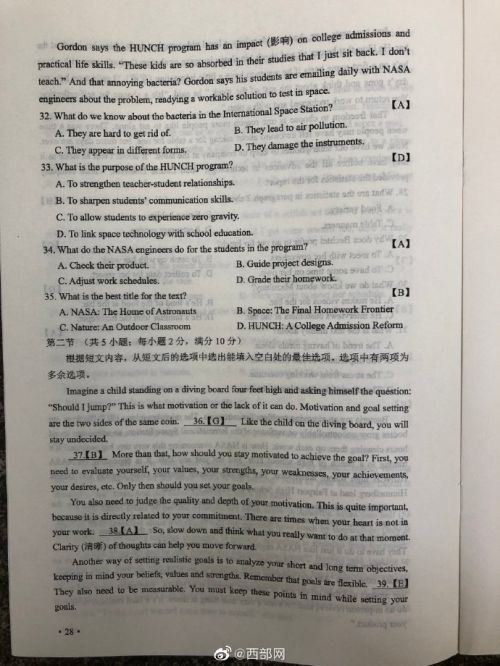 Gordon says the HUNCH program has an impact (影响) on college admissions and
practical life skills. "These kids are so absorbed in their studies that I just sit back. I don't
teach." And that annoying bacteria? Gordon says his students are emailing daily with NASA
engineers about the problem, readying a workable solution to test in space.
32. What do we know about the bacteria in the International Space Station? 【A】
A. They are hard to get rid of. B. They lead to air pollution.
C. They appear in different forms. D. They damage the instruments.
33. What is the purpose of the HUNCH program? 【D】
A. To strengthen teacher-student relationships.
B. To sharpen students' communication skills.
C. To allow students to experience zero gravity.
D. To link space technology with school education.
34. What do the NASA engineers do for the students in the program? 【A】
A. Check their product. B. Guide project designs.
C. Adjust work schedules. D. Grade their homework.
35. What is the best title for the text? 【B】
A. NASA: The Home of Astronauts B. Space: The Final Homework Frontier
C. Nature: An Outdoor Classroom D. HUNCH: A College Admission Reform
第二节 (共5小题; 每小题2分, 满分10分)
根据短文内容, 从短文后的选项中选出能填入空白处的最佳选项。选项中有两项为
多余选项。
Imagine a child standing on a diving board four feet high and asking himself the question:
"Should I jump?" This is what motivation or the lack of it can do. Motivation and goal setting
are the two sides of the same coin. 36.【G】 Like the child on the diving board, you will
stay undecided.
37【B】 More than that, how should you stay motivated to achieve the goal? First, you
need to evaluate yourself, your values, your strengths, your weaknesses, your achievements,
your desires, etc. Only then should you set your goals.
You also need to judge the quality and depth of your motivation. This is quite important,
because it is directly related to your commitment. There are times when your heart is not in
your work. 38【A】 So, slow down and think what you really want to do at that moment.
Clarity (清晰) of thoughts can help you move forward.
Another way of setting realistic goals is to analyze your short and long term objectives,
keeping in mind your beliefs, values and strengths. Remember that goals are flexible. 39.【E】
They also need to be measurable. You must keep these points in mind while setting your
goals.
· 28 ·
@西部网